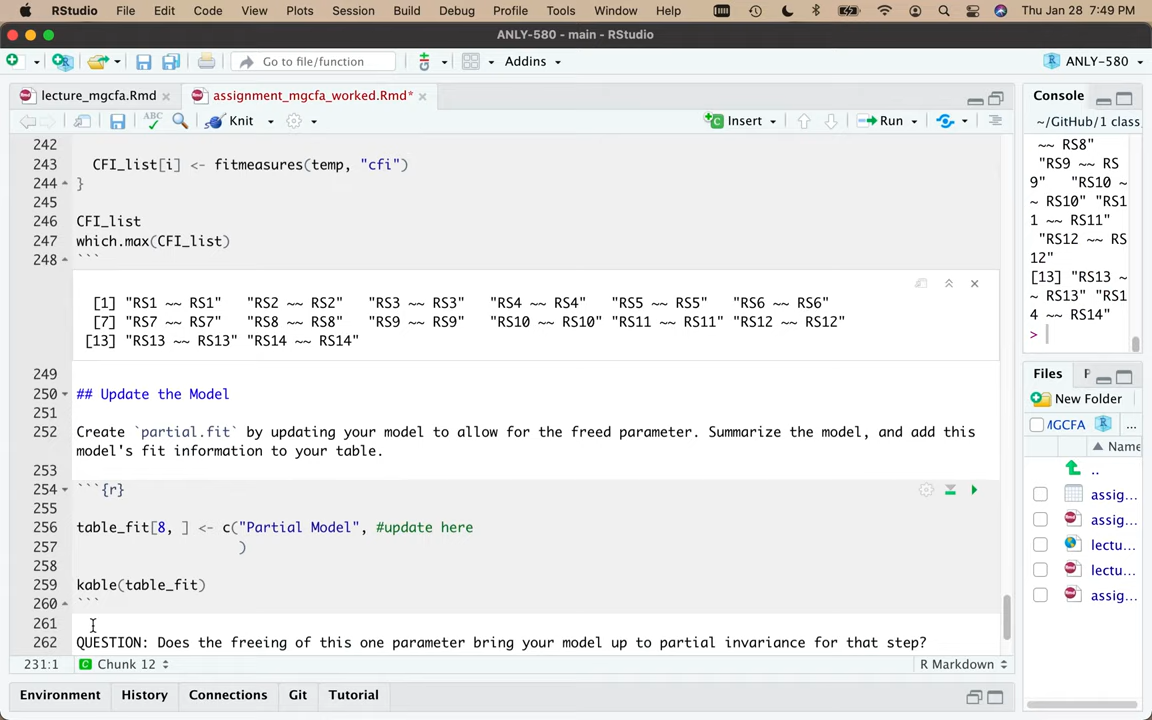 RStudio File Edit Code View Plots Session Build Debug Profile Tools Window Help Thu Jan 28 7:49 PM
ANLY-580 - main - RStudio
Go to file/function Addins ANLY-580
lecture_mgcfa.Rmd assignment_mgcfa_worked.Rmd*
ABC Knit Insert Run
242
243 CFI_list[i] <- fitmeasures(temp, "cfi")
244 }
245
246 CFI_list
247 which.max(CFI_list)
248 ```
[1] "RS1 ~~ RS1" "RS2 ~~ RS2" "RS3 ~~ RS3" "RS4 ~~ RS4" "RS5 ~~ RS5" "RS6 ~~ RS6"
[7] "RS7 ~~ RS7" "RS8 ~~ RS8" "RS9 ~~ RS9" "RS10 ~~ RS10" "RS11 ~~ RS11" "RS12 ~~ RS12"
[13] "RS13 ~~ RS13" "RS14 ~~ RS14"
249
250 ## Update the Model
251
252 Create `partial.fit` by updating your model to allow for the freed parameter. Summarize the model, and add this
model's fit information to your table.
253
254 ```{r}
255
256 table_fit[8, ] <- c("Partial Model", #update here
257 )
258
259 kable(table_fit)
260 ```
261
262 QUESTION: Does the freeing of this one parameter bring your model up to partial invariance for that step?
231:1 Chunk 12 R Markdown
Environment History Connections Git Tutorial
Console
~/GitHub/1 class
~~ RS8"
"RS9 ~~ RS
9" "RS10 ~
~ RS10" "RS1
1 ~~ RS11"
"RS12 ~~ RS
12"
[13] "RS13 ~
~ RS13" "RS1
4 ~~ RS14"
>
Files P
New Folder
MGCFA ...
Name
..
assig...
assig...
lectu...
lectu...
assig...